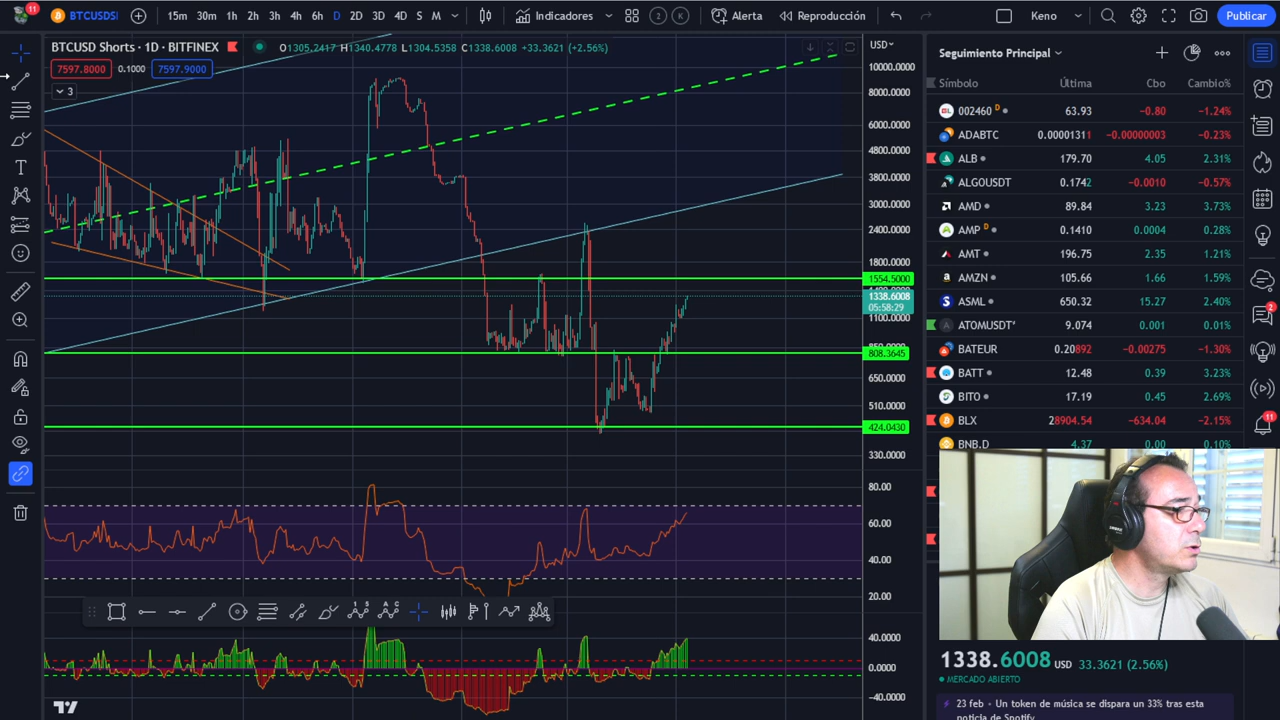 11
BTCUSDS
15m 30m 1h 2h 3h 4h 6h D 2D 3D 4D S M
Indicadores
2 K
Alerta
Reproducción
Keno
Publicar
BTCUSD Shorts · 1D · BITFINEX
O1305.2417 H1340.4778 L1304.5358 C1338.6008 +33.3621 (+2.56%)
7597.8000 0.1000 7597.9000
3
USD
10000.0000
8000.0000
6000.0000
4800.0000
3800.0000
3000.0000
2400.0000
1800.0000
1554.5000
1338.6008
05:58:29
1100.0000
808.3645
650.0000
510.0000
424.0430
330.0000
80.00
60.00
40.00
20.00
40.0000
0.0000
−40.0000
Seguimiento Principal
Símbolo Última Cbo Cambio%
002460 D 63.93 −0.80 −1.24%
ADABTC 0.00001311 −0.00000003 −0.23%
ALB 179.70 4.05 2.31%
ALGOUSDT 0.1742 −0.0010 −0.57%
AMD 89.84 3.23 3.73%
AMP D 0.1410 0.0004 0.28%
AMT 196.75 2.35 1.21%
AMZN 105.66 1.66 1.59%
ASML 650.32 15.27 2.40%
ATOMUSDT 9.074 0.001 0.01%
BATEUR 0.20892 −0.00275 −1.30%
BATT 12.48 0.39 3.23%
BITO 17.19 0.45 2.69%
BLX 28904.54 −634.04 −2.15%
BNB.D 4.37 0.00 0.10%
2
11
1338.6008 USD 33.3621 (2.56%)
MERCADO ABIERTO
23 feb · Un token de música se dispara un 33% tras esta
noticia de Spotify